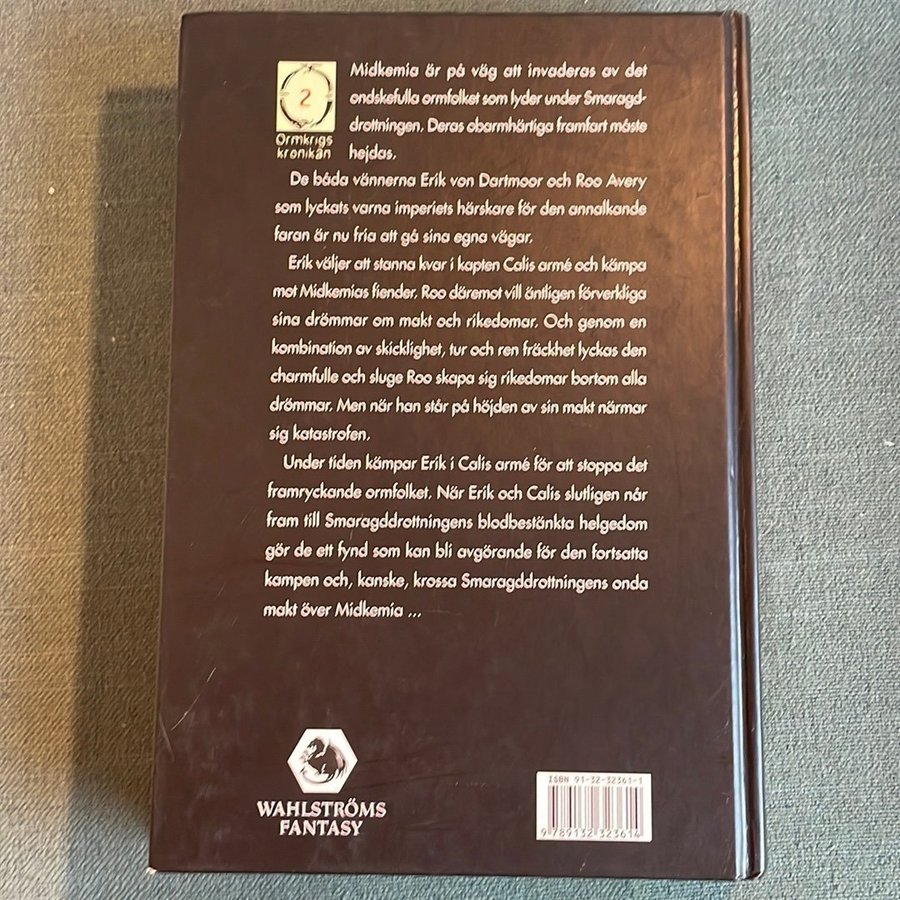 2
Ormkrigs
krönikan
Midkemia är på väg att invaderas av det
ondskefulla ormfolket som lyder under Smaragd-
drottningen. Deras obarmhärtiga framfart måste
hejdas.
De båda vännerna Erik von Dartmoor och Roo Avery
som lyckats varna imperiets härskare för den annalkande
faran är nu fria att gå sina egna vägar.
Erik väljer att stanna kvar i kapten Calis armé och kämpa
mot Midkemias fiender. Roo däremot vill äntligen förverkliga
sina drömmar om makt och rikedomar. Och genom en
kombination av skicklighet, tur och ren fräckhet lyckas den
charmfulle och sluge Roo skapa sig rikedomar bortom alla
drömmar. Men när han står på höjden av sin makt närmar
sig katastrofen.
Under tiden kämpar Erik i Calis armé för att stoppa det
framryckande ormfolket. När Erik och Calis slutligen når
fram till Smaragddrottningens blodbestänkta helgedom
gör de ett fynd som kan bli avgörande för den fortsatta
kampen och, kanske, krossa Smaragddrottningens onda
makt över Midkemia ...
WAHLSTRÖMS
FANTASY
ISBN 91-32-32361-1
9 789132 323614